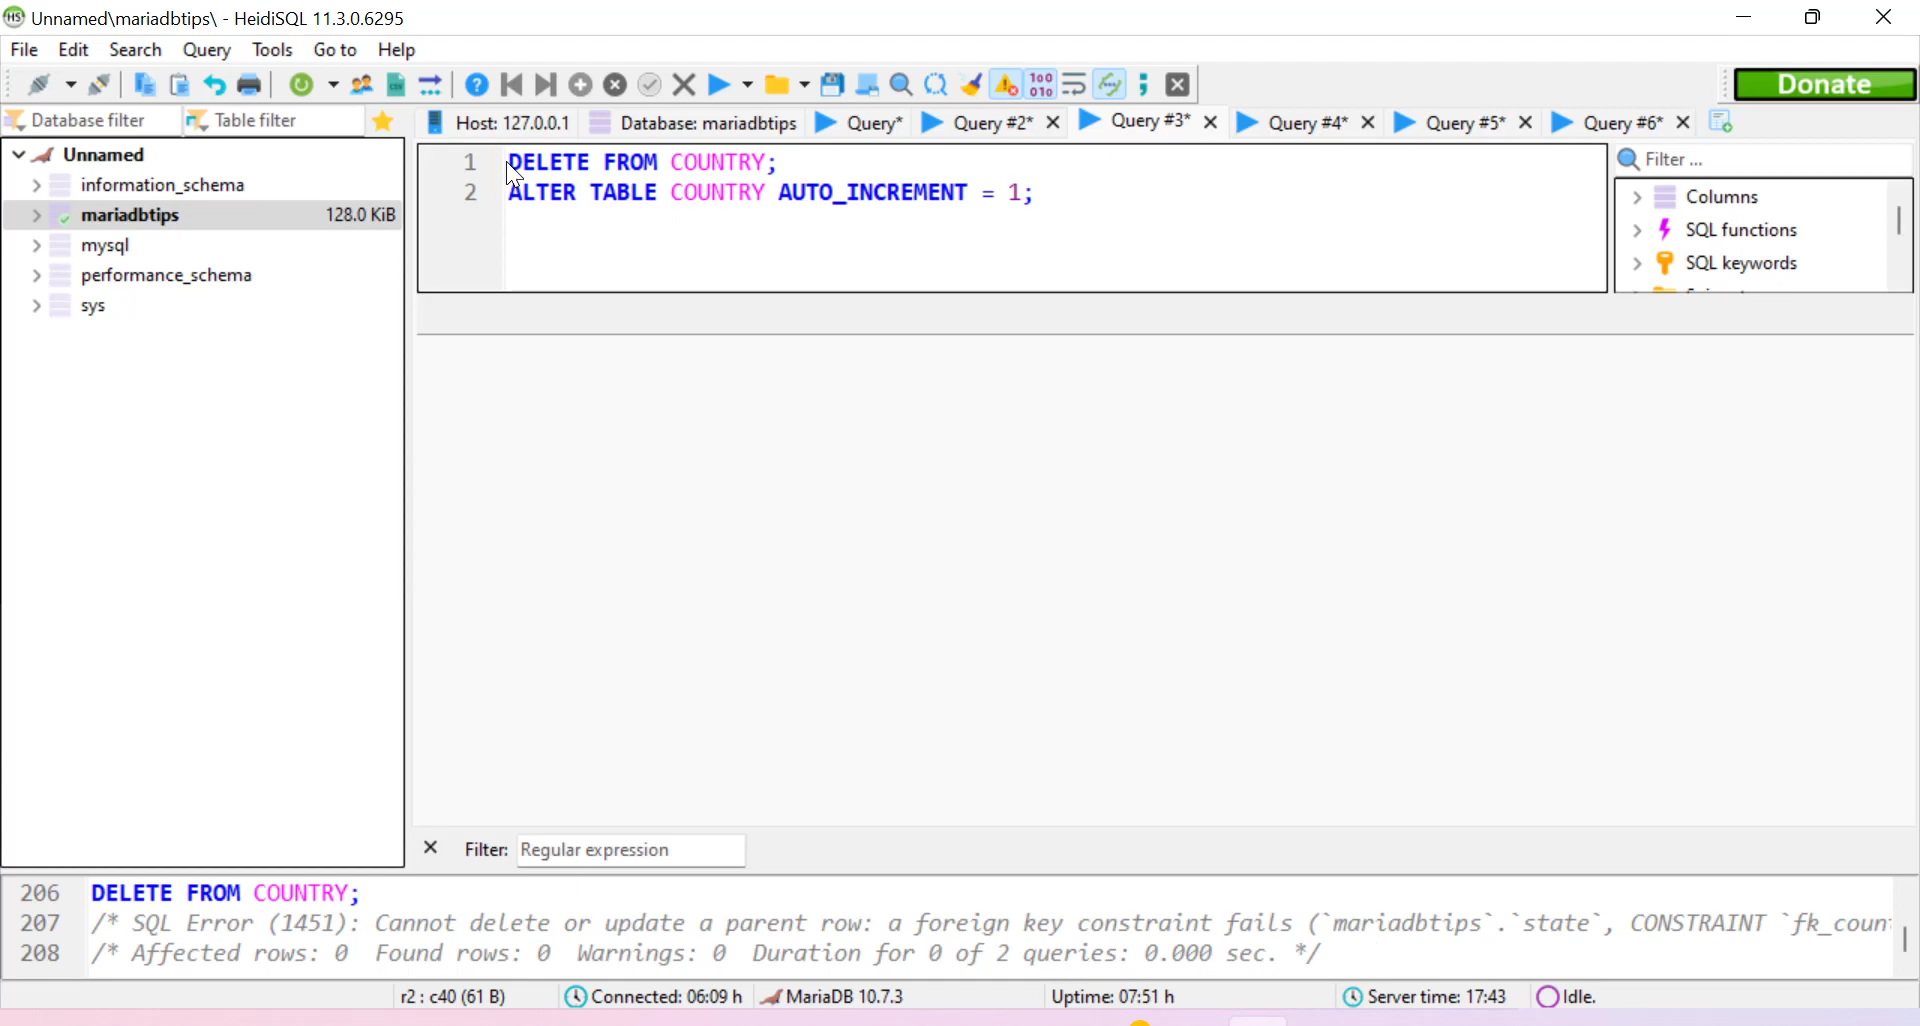 Unnamed\mariadbtips\ - HeidiSQL 11.3.0.6295
File Edit Search Query Tools Go to Help
Donate
Database filter Table filter Host: 127.0.0.1 Database: mariadbtips Query* Query #2* Query #3* Query #4* Query #5* Query #6*
Unnamed
information_schema
mariadbtips 128.0 KiB
mysql
performance_schema
sys
1 DELETE FROM COUNTRY;
2 ALTER TABLE COUNTRY AUTO_INCREMENT = 1;
Filter ...
Columns
SQL functions
SQL keywords
Filter: Regular expression
206 DELETE FROM COUNTRY;
207 /* SQL Error (1451): Cannot delete or update a parent row: a foreign key constraint fails (`mariadbtips`.`state`, CONSTRAINT `fk_coun
208 /* Affected rows: 0 Found rows: 0 Warnings: 0 Duration for 0 of 2 queries: 0.000 sec. */
r2 : c40 (61 B) Connected: 06:09 h MariaDB 10.7.3 Uptime: 07:51 h Server time: 17:43 Idle.